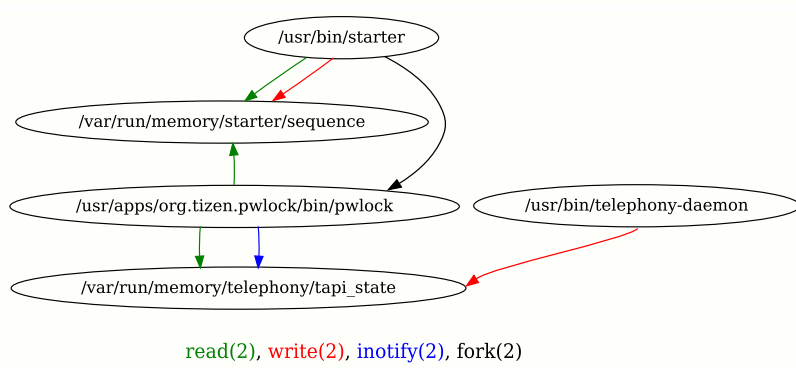 /usr/bin/starter
/var/run/memory/starter/sequence
/usr/apps/org.tizen.pwlock/bin/pwlock
/usr/bin/telephony-daemon
/var/run/memory/telephony/tapi_state
read(2), write(2), inotify(2), fork(2)